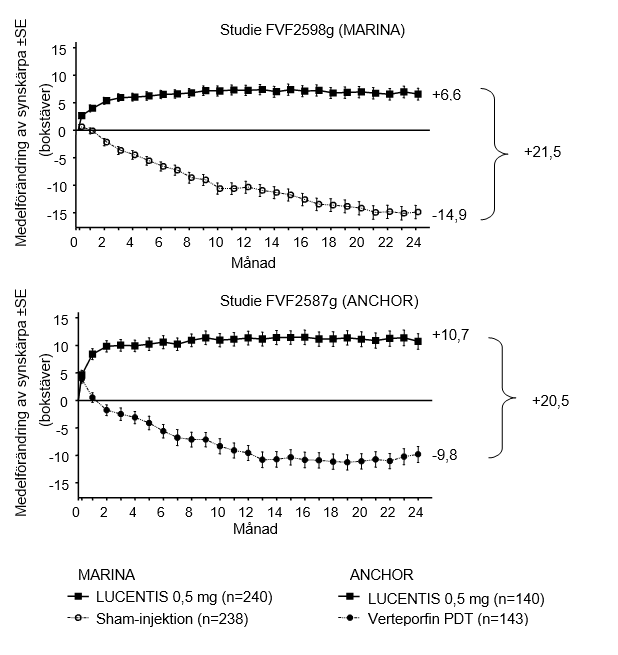 Studie FVF2598g (MARINA)
Medelförändring av synskärpa ±SE
(bokstäver)
15
10
5
0
-5
-10
-15
+6.6
-14,9
+21,5
0 2 4 6 8 10 12 14 16 18 20 22 24
Månad
Studie FVF2587g (ANCHOR)
Medelförändring av synskärpa ±SE
(bokstäver)
15
10
5
0
-5
-10
-15
+10,7
-9,8
+20,5
0 2 4 6 8 10 12 14 16 18 20 22 24
Månad
MARINA
LUCENTIS 0,5 mg (n=240)
Sham-injektion (n=238)
ANCHOR
LUCENTIS 0,5 mg (n=140)
Verteporfin PDT (n=143)